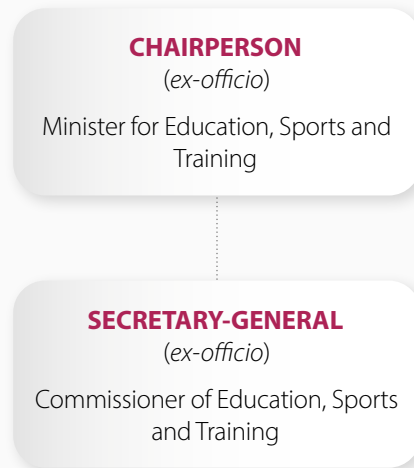 CHAIRPERSON
(ex-officio)
Minister for Education, Sports and
Training
SECRETARY-GENERAL
(ex-officio)
Commissioner of Education, Sports
and Training